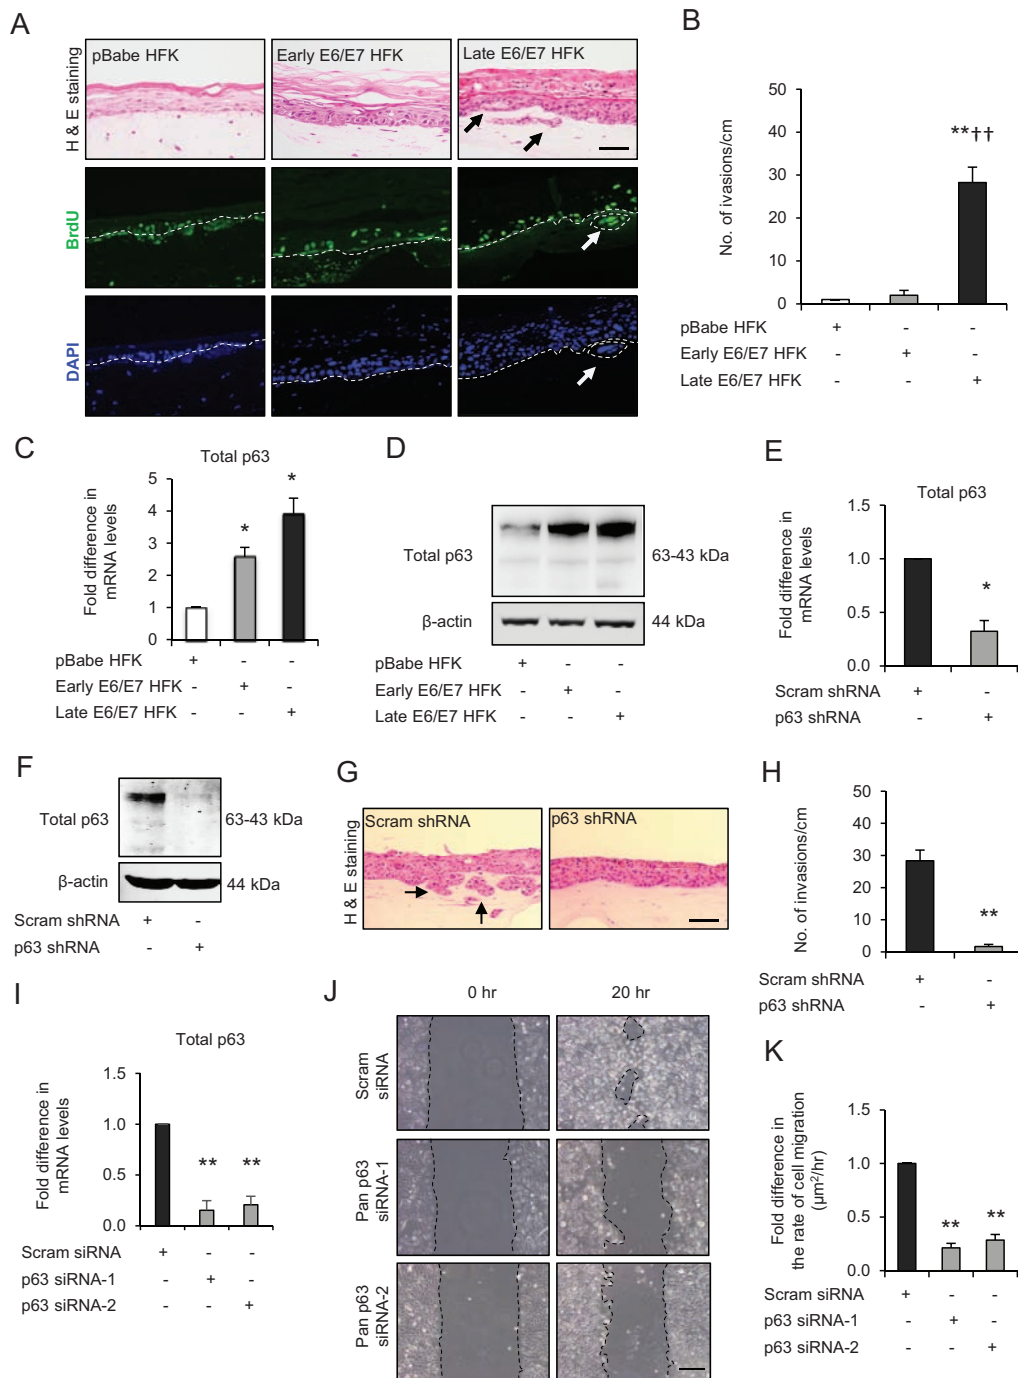 A
H & E staining
pBabe HFK
Early E6/E7 HFK
Late E6/E7 HFK
BrdU
DAPI
B
No. of ivasions/cm
50
40
30
20
10
0
**††
pBabe HFK + - -
Early E6/E7 HFK - + -
Late E6/E7 HFK - - +
C
Total p63
Fold difference in
mRNA levels
5
4
3
2
1
0
*
*
pBabe HFK + - -
Early E6/E7 HFK - + -
Late E6/E7 HFK - - +
D
Total p63
63-43 kDa
β-actin
44 kDa
pBabe HFK + - -
Early E6/E7 HFK - + -
Late E6/E7 HFK - - +
E
Total p63
Fold difference in
mRNA levels
1.5
1.0
0.5
0.0
*
Scram shRNA + -
p63 shRNA - +
F
Total p63
63-43 kDa
β-actin
44 kDa
Scram shRNA + -
p63 shRNA - +
G
H & E staining
Scram shRNA
p63 shRNA
H
No. of invasions/cm
50
40
30
20
10
0
**
Scram shRNA + -
p63 shRNA - +
I
Total p63
Fold difference in
mRNA levels
1.5
1.0
0.5
0.0
**
**
Scram siRNA + - -
p63 siRNA-1 - + -
p63 siRNA-2 - - +
J
0 hr
20 hr
Scram
siRNA
Pan p63
siRNA-1
Pan p63
siRNA-2
K
Fold difference in
the rate of cell migration
(µm²/hr)
1.5
1.0
0.5
0.0
**
**
Scram siRNA + - -
p63 siRNA-1 - + -
p63 siRNA-2 - - +